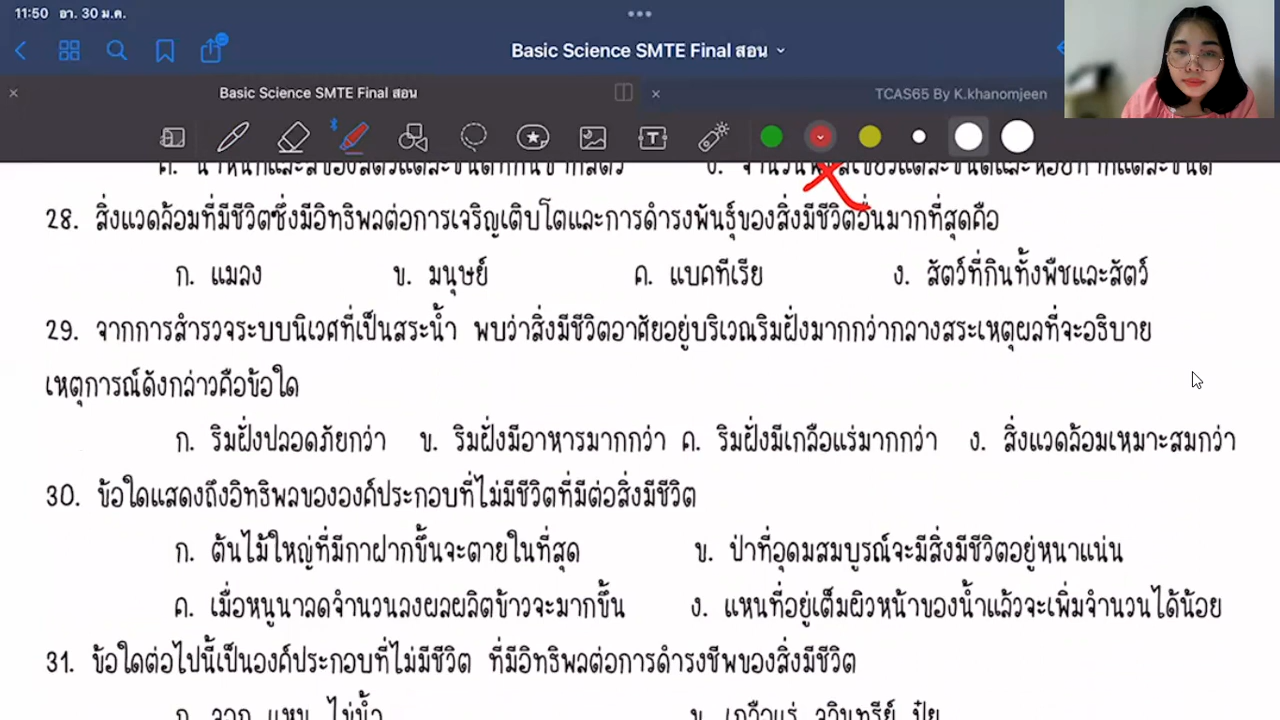 11:50 อา. 30 ม.ค.
Basic Science SMTE Final สอน
Basic Science SMTE Final สอน
TCAS65 By K.khanomjeen
28. สิ่งแวดล้อมที่มีชีวิตซึ่งมีอิทธิพลต่อการเจริญเติบโตและการดำรงพันธุ์ของสิ่งมีชีวิตอื่นมากที่สุดคือ
ก. แมลง ข. มนุษย์ ค. แบคทีเรีย ง. สัตว์ที่กินทั้งพืชและสัตว์
29. จากการสำรวจระบบนิเวศที่เป็นสระน้ำ พบว่าสิ่งมีชีวิตอาศัยอยู่บริเวณริมฝั่งมากกว่ากลางสระเหตุผลที่จะอธิบาย
เหตุการณ์ดังกล่าวคือข้อใด
ก. ริมฝั่งปลอดภัยกว่า ข. ริมฝั่งมีอาหารมากกว่า ค. ริมฝั่งมีเกลือแร่มากกว่า ง. สิ่งแวดล้อมเหมาะสมกว่า
30. ข้อใดแสดงถึงอิทธิพลขององค์ประกอบที่ไม่มีชีวิตที่มีต่อสิ่งมีชีวิต
ก. ต้นไม้ใหญ่ที่มีกาฝากขึ้นจะตายในที่สุด ข. ป่าที่อุดมสมบูรณ์จะมีสิ่งมีชีวิตอยู่หนาแน่น
ค. เมื่อหนูนาลดจำนวนลงผลผลิตข้าวจะมากขึ้น ง. แหนที่อยู่เต็มผิวหน้าของน้ำแล้วจะเพิ่มจำนวนได้น้อย
31. ข้อใดต่อไปนี้เป็นองค์ประกอบที่ไม่มีชีวิต ที่มีอิทธิพลต่อการดำรงชีพของสิ่งมีชีวิต